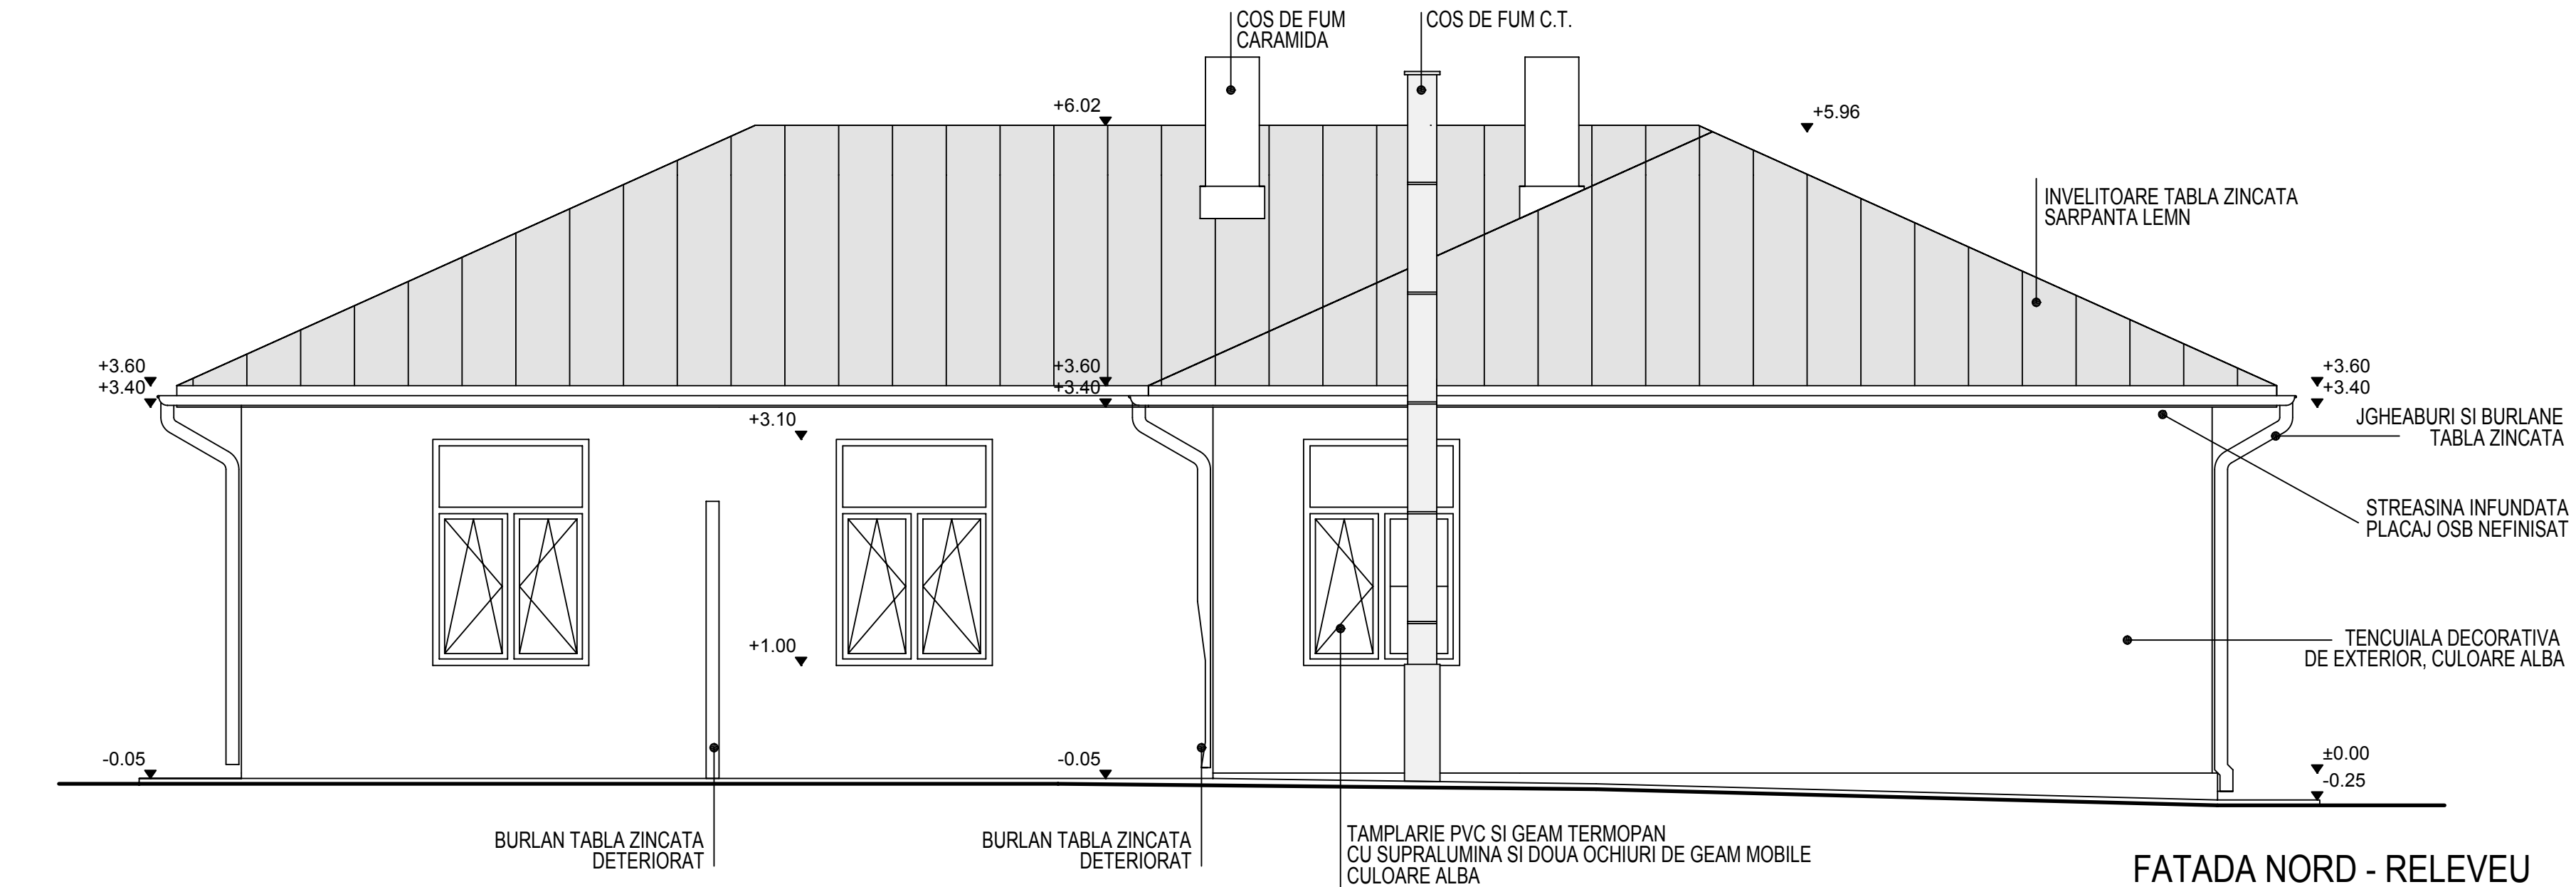 COS DE FUM
CARAMIDA
COS DE FUM C.T.
+6.02
+5.96
INVELITOARE TABLA ZINCATA
SARPANTA LEMN
+3.60
+3.40
+3.60
+3.40
+3.60
+3.40
+3.10
JGHEABURI SI BURLANE
TABLA ZINCATA
STREASINA INFUNDATA
PLACAJ OSB NEFINISAT
+1.00
TENCUIALA DECORATIVA
DE EXTERIOR, CULOARE ALBA
-0.05
-0.05
±0.00
-0.25
BURLAN TABLA ZINCATA
DETERIORAT
BURLAN TABLA ZINCATA
DETERIORAT
TAMPLARIE PVC SI GEAM TERMOPAN
CU SUPRALUMINA SI DOUA OCHIURI DE GEAM MOBILE
CULOARE ALBA
FATADA NORD - RELEVEU